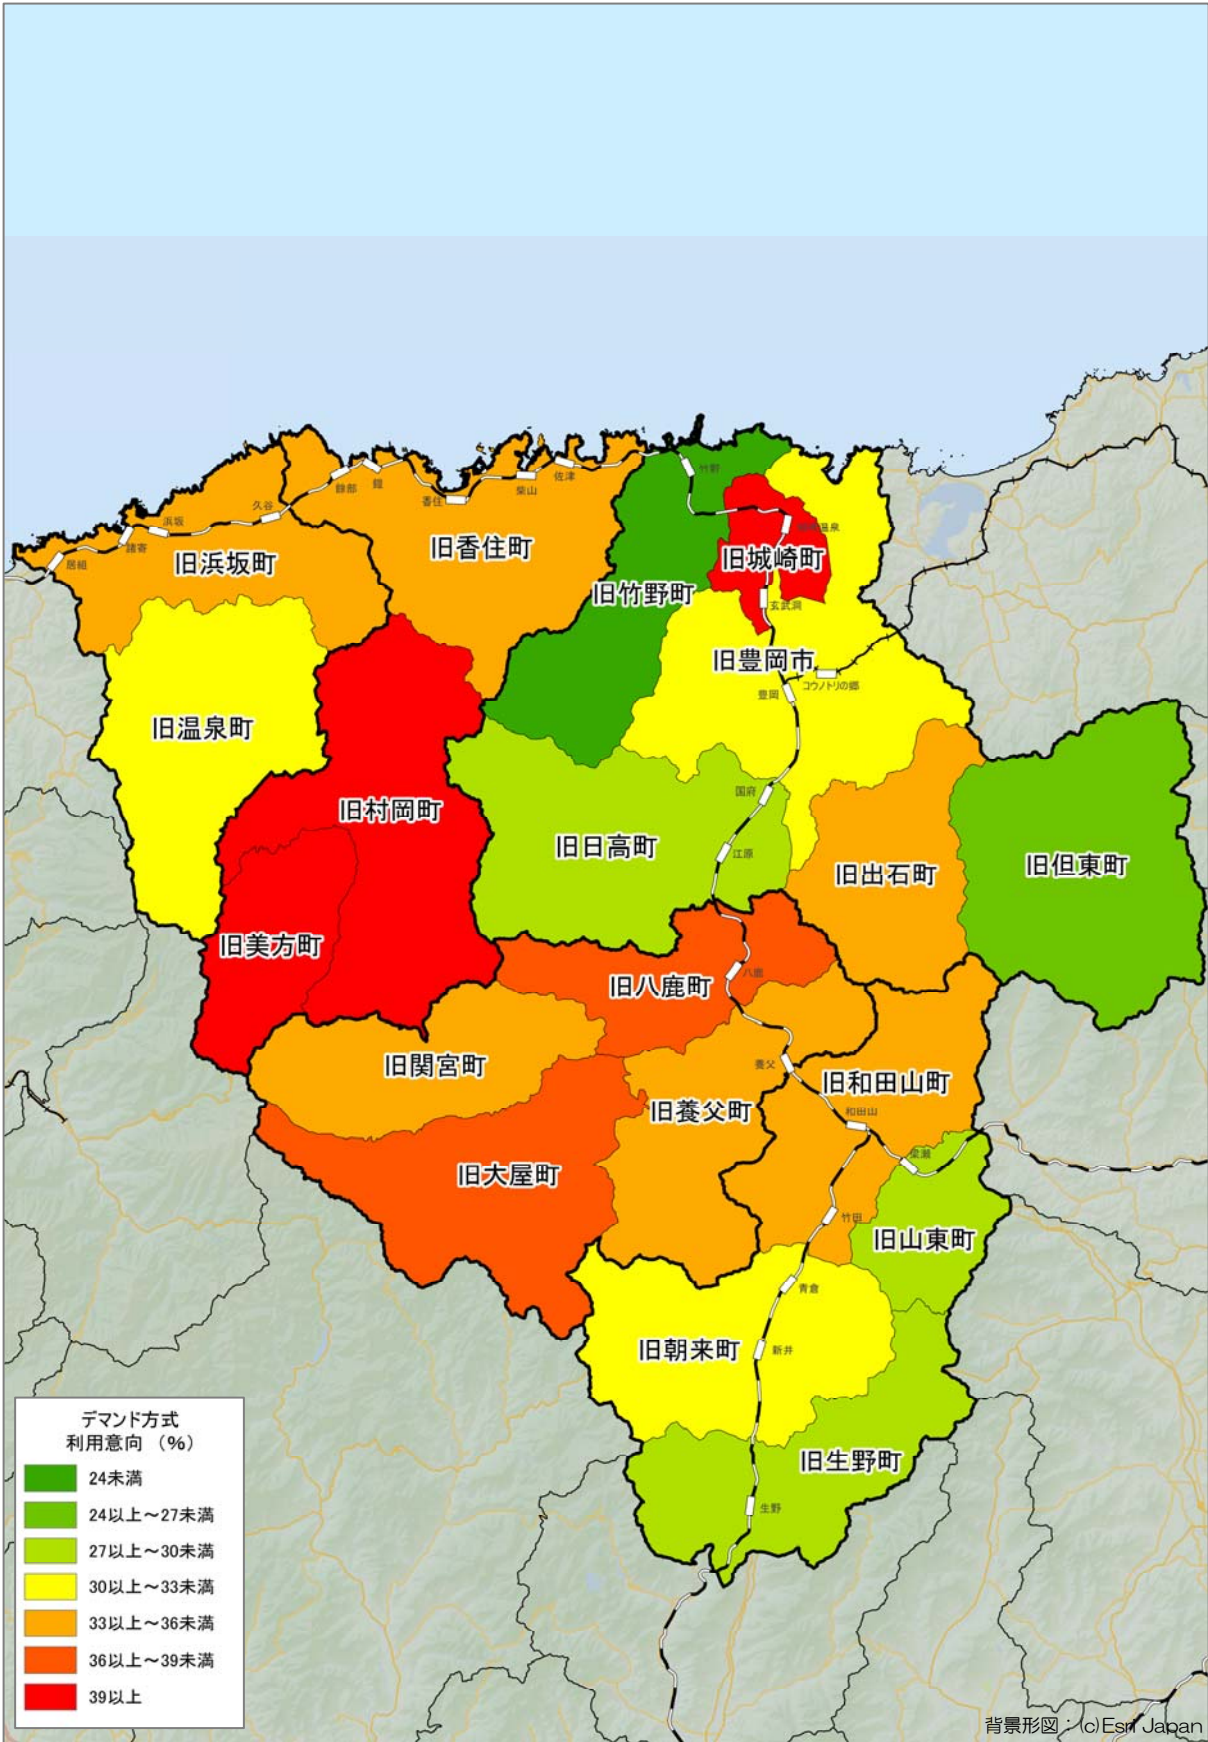 竹野
佐津
柴山
鎧
餘部
香住
久谷
浜坂
諸寄
居組
旧香住町
旧浜坂町
温泉
旧城崎町
旧竹野町
玄武洞
旧豊岡市
コウノトリの郷
豊岡
旧温泉町
国府
旧村岡町
旧日高町
江原
旧出石町
旧但東町
旧美方町
八鹿
旧八鹿町
旧関宮町
養父
旧和田山町
旧養父町
和田山
梁瀬
旧大屋町
竹田
旧山東町
青倉
旧朝来町
新井
旧生野町
生野
デマンド方式
利用意向 (%)
24未満
24以上～27未満
27以上～30未満
30以上～33未満
33以上～36未満
36以上～39未満
39以上
背景形図：(c)Esri Japan